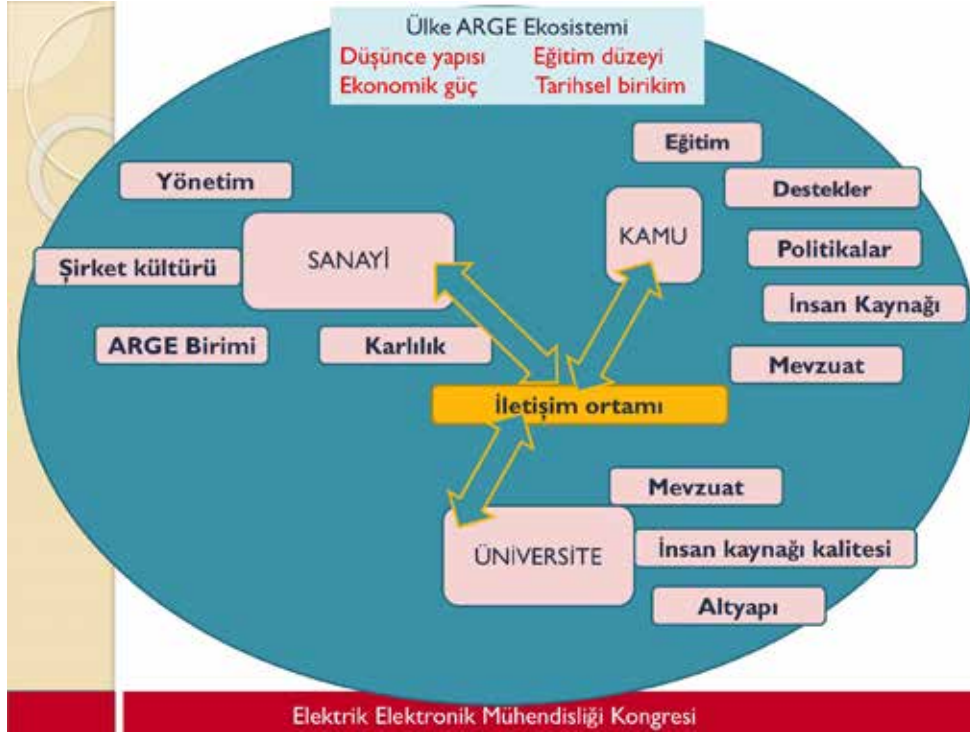 Ülke ARGE Ekosistemi
Düşünce yapısı Eğitim düzeyi
Ekonomik güç Tarihsel birikim
Eğitim
Yönetim
Destekler
KAMU
SANAYİ
Politikalar
Şirket kültürü
İnsan Kaynağı
ARGE Birimi
Karlılık
Mevzuat
İletişim ortamı
Mevzuat
ÜNİVERSİTE
İnsan kaynağı kalitesi
Altyapı
Elektrik Elektronik Mühendisliği Kongresi